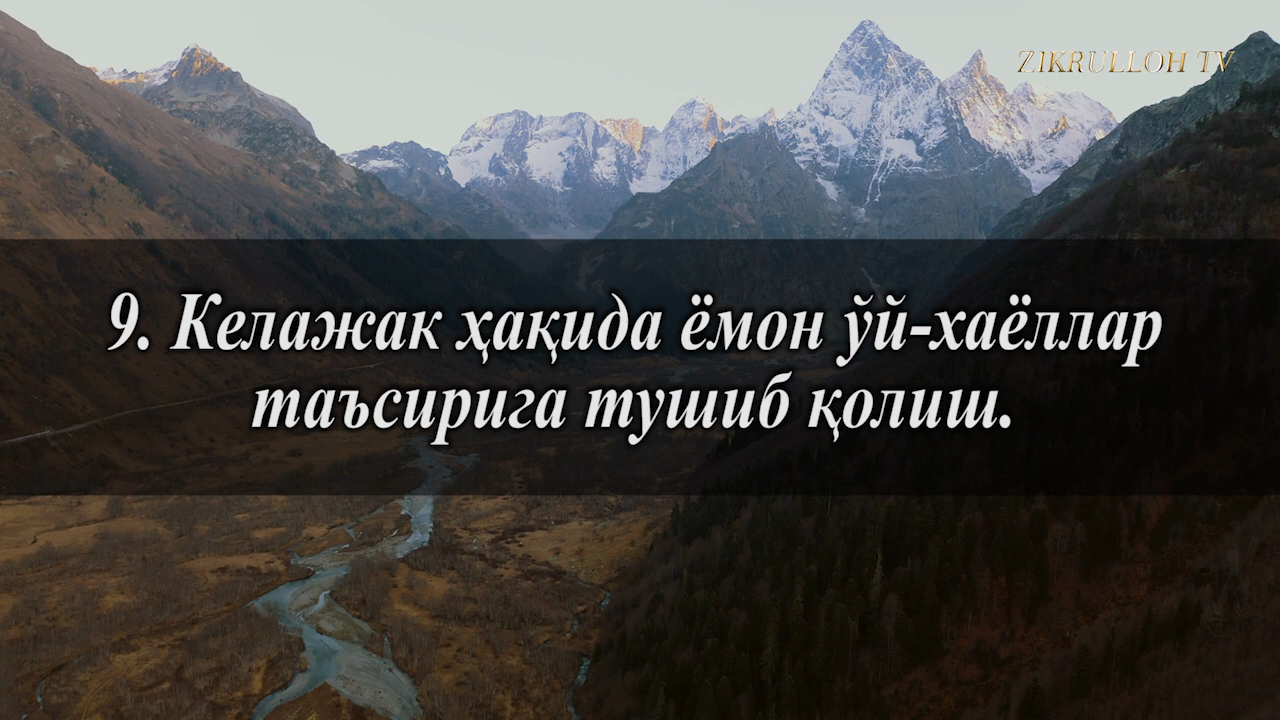 ZIKRULLOH TV
9. Келажак ҳақида ёмон ўй-хаёллар
таъсирига тушиб қолиш.